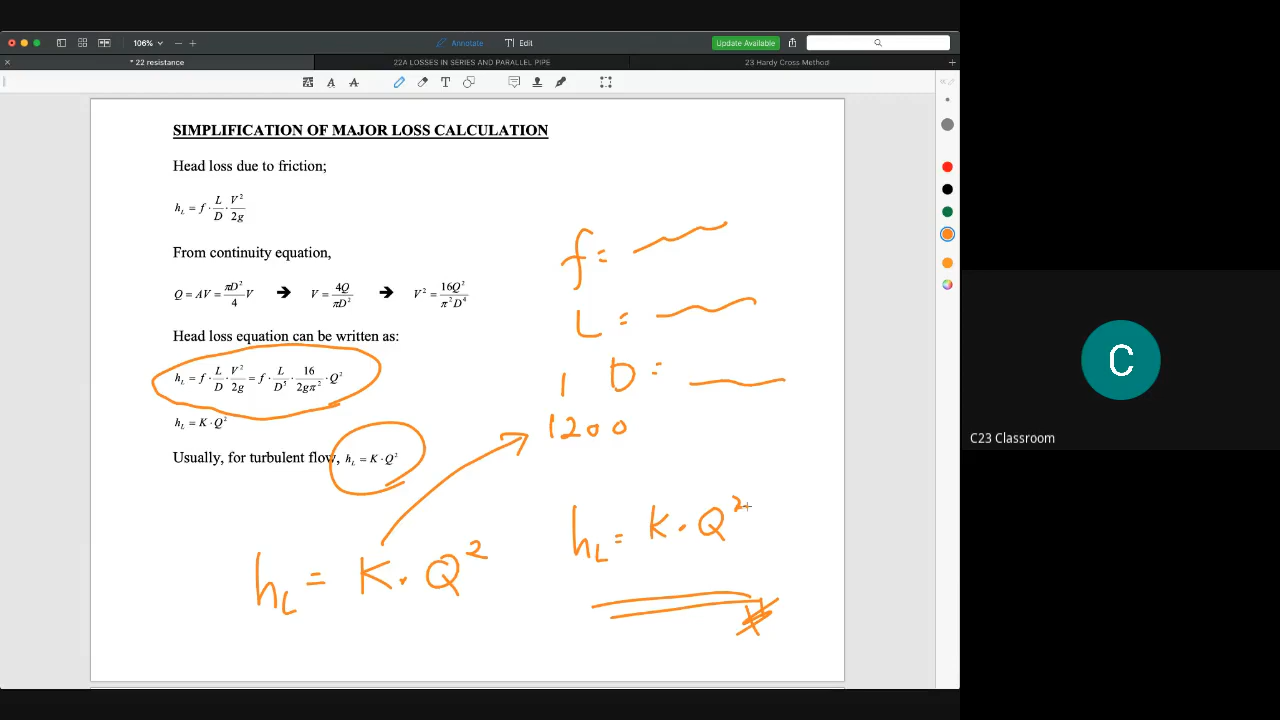 106%
Annotate
Edit
Update Available
* 22 resistance
22A LOSSES IN SERIES AND PARALLEL PIPE
23 Hardy Cross Method
SIMPLIFICATION OF MAJOR LOSS CALCULATION
Head loss due to friction;
h_L = f · L/D · V²/2g
From continuity equation,
Q = AV = πD²/4 V ➔ V = 4Q/πD² ➔ V² = 16Q²/π²D⁴
Head loss equation can be written as:
h_L = f · L/D · V²/2g = f · L/D⁵ · 16/2gπ² · Q²
h_L = K · Q²
Usually, for turbulent flow, h_L = K · Q²
f =
L =
D =
1200
h_L = K · Q²
h_L = K · Q²
C
C23 Classroom